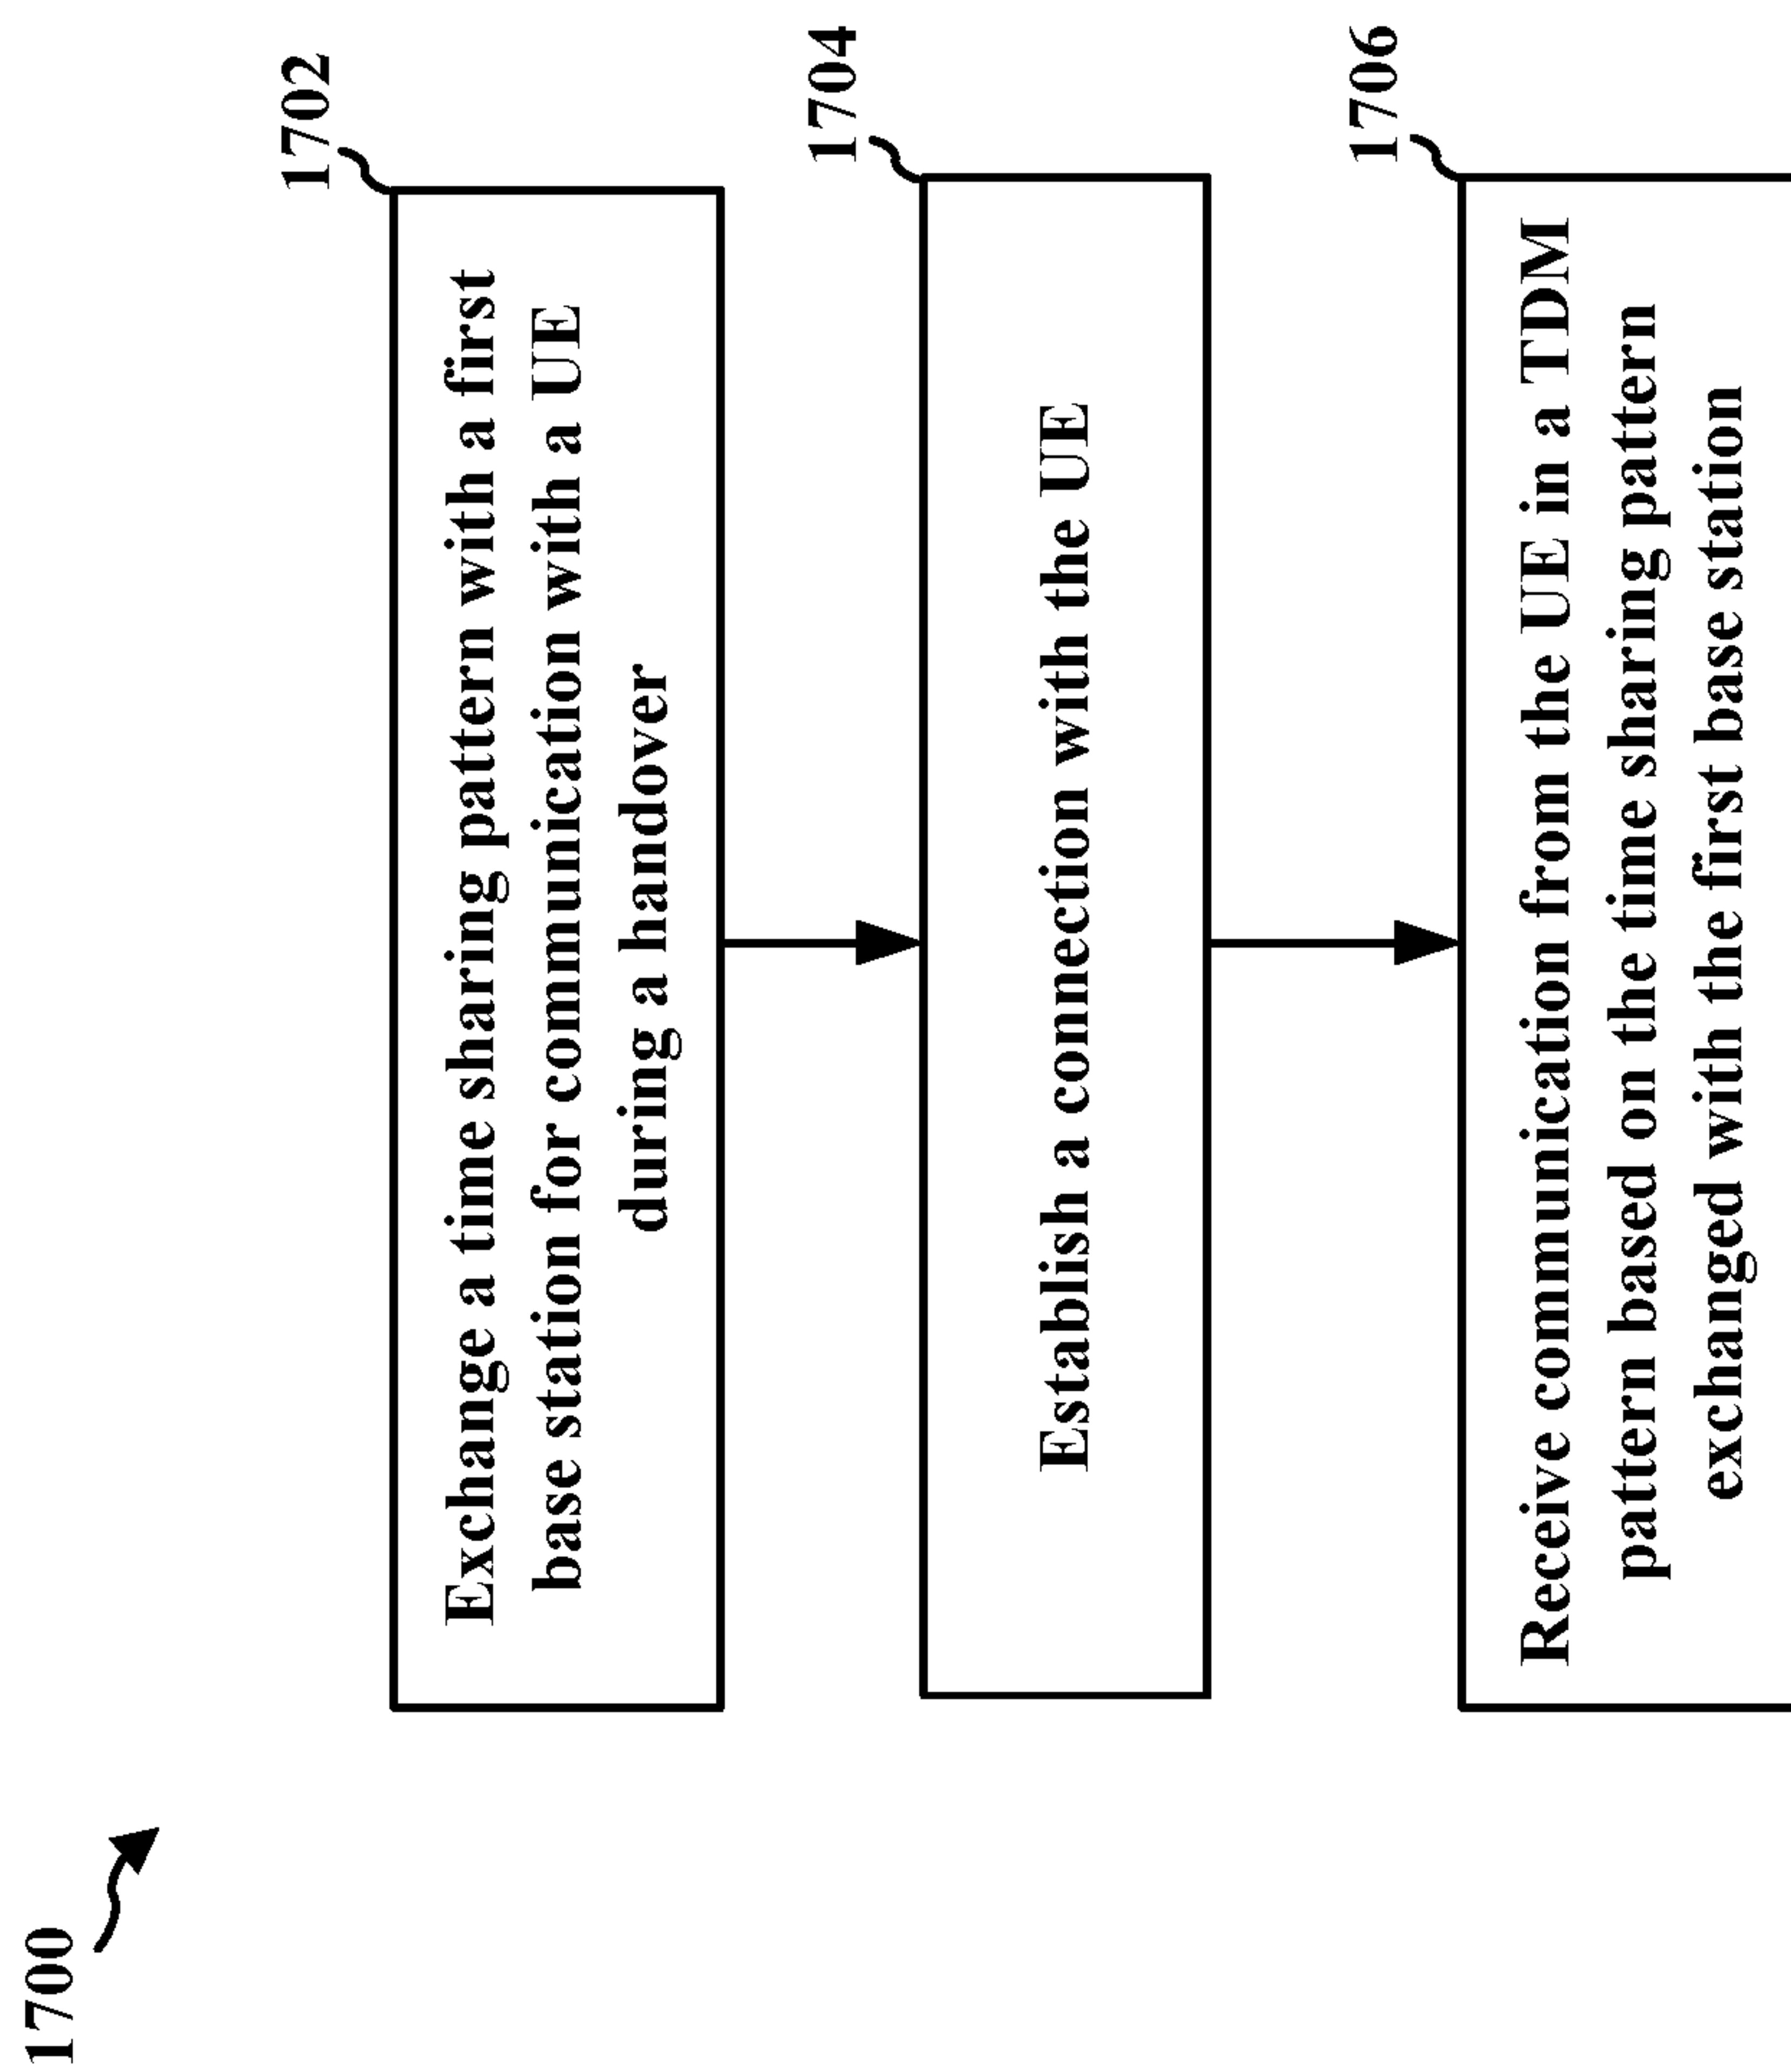 1700
1702
Exchange a time sharing pattern with a first
base station for communication with a UE
during a handover
1704
Establish a connection with the UE
1706
Receive communication from the UE in a TDM
pattern based on the time sharing pattern
exchanged with the first base station